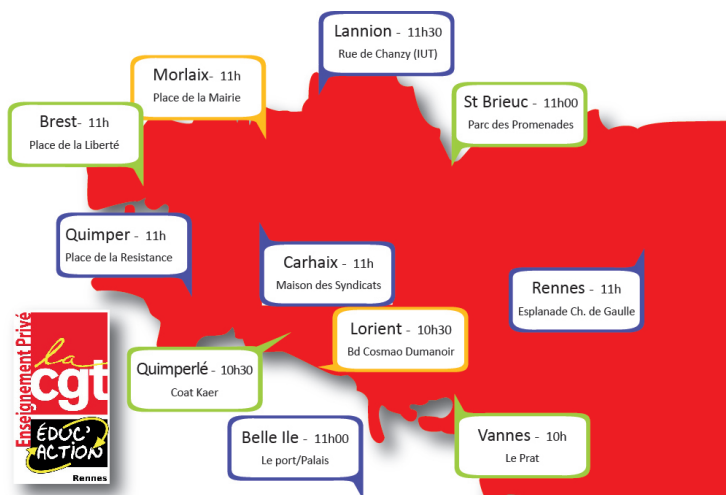 Lannion - 11h30
Rue de Chanzy (IUT)
Morlaix- 11h
Place de la Mairie
St Brieuc - 11h00
Parc des Promenades
Brest- 11h
Place de la Liberté
Quimper - 11h
Place de la Resistance
Carhaix - 11h
Maison des Syndicats
Rennes - 11h
Esplanade Ch. de Gaulle
Lorient - 10h30
Bd Cosmao Dumanoir
Quimperlé - 10h30
Coat Kaer
Belle Ile - 11h00
Le port/Palais
Vannes - 10h
Le Prat
Enseignement Privé
la
cgt
ÉDUC'
ACTION
Rennes